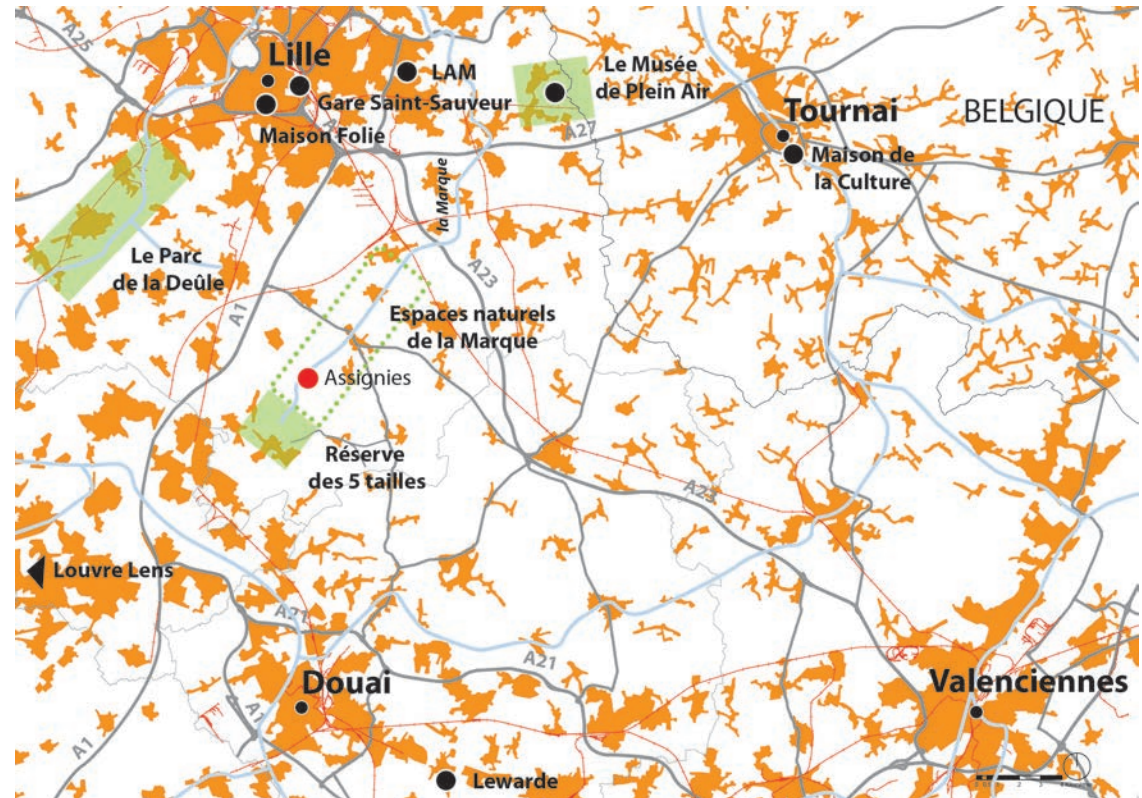 A25
Lille
LAM
Gare Saint-Sauveur
Maison Folie
Le Musée
de Plein Air
A27
Tournai
BELGIQUE
Maison de
la Culture
la Marque
Le Parc
de la Deûle
A1
A23
Espaces naturels
de la Marque
Assignies
Réserve
des 5 tailles
A23
Louvre Lens
A21
A21
Douai
Valenciennes
A1
A1
Lewarde